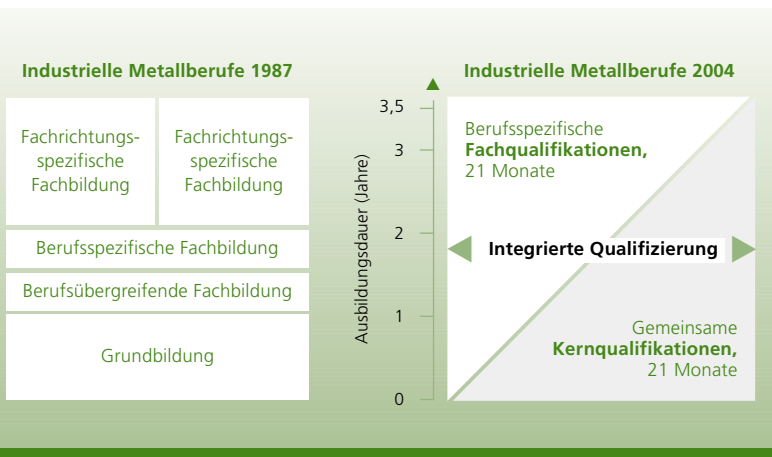 Industrielle Metallberufe 1987
Fachrichtungs-
spezifische
Fachbildung
Fachrichtungs-
spezifische
Fachbildung
Berufsspezifische Fachbildung
Berufsübergreifende Fachbildung
Grundbildung
Industrielle Metallberufe 2004
Ausbildungsdauer (Jahre)
3,5
3
2
1
0
Berufsspezifische
Fachqualifikationen,
21 Monate
Integrierte Qualifizierung
Gemeinsame
Kernqualifikationen,
21 Monate